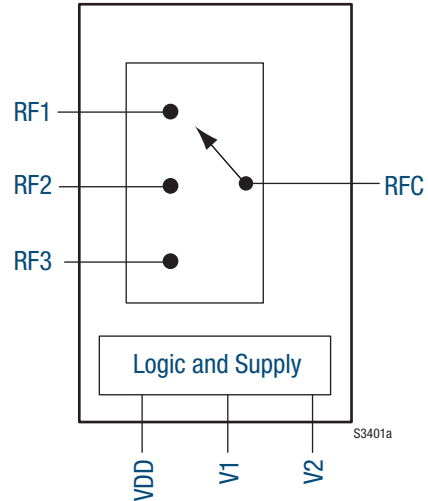 RF1
RF2
RFC
RF3
Logic and Supply
S3401a
VDD
V1
V2